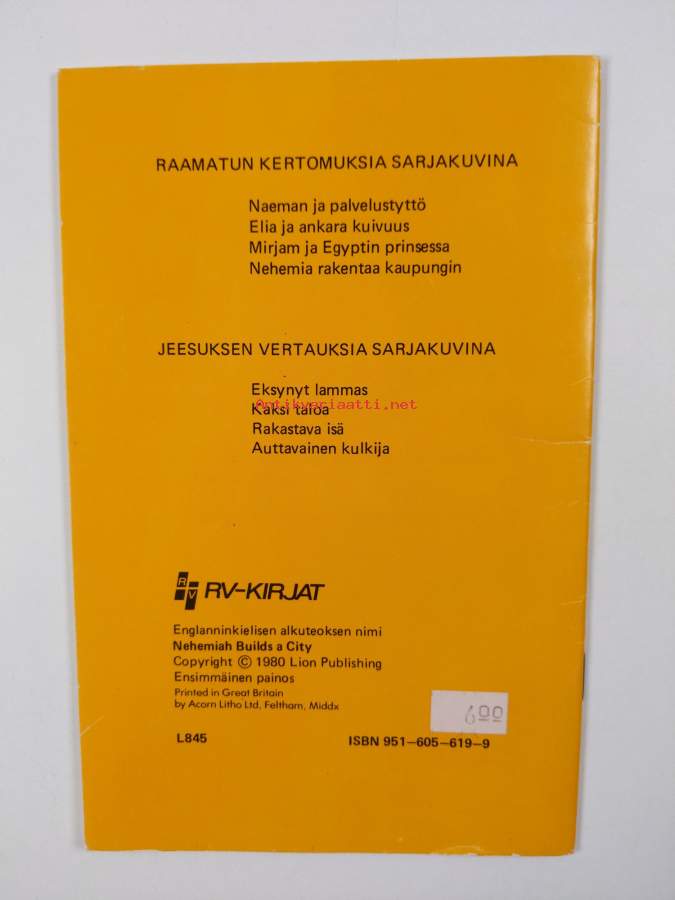 RAAMATUN KERTOMUKSIA SARJAKUVINA
Naeman ja palvelustyttö
Elia ja ankara kuivuus
Mirjam ja Egyptin prinsessa
Nehemia rakentaa kaupungin
JEESUKSEN VERTAUKSIA SARJAKUVINA
Eksynyt lammas
Antikvariaatti.net
Kaksi taloa
Rakastava isä
Auttavainen kulkija
RV RV-KIRJAT
Englanninkielisen alkuteoksen nimi
Nehemiah Builds a City
Copyright © 1980 Lion Publishing
Ensimmäinen painos
Printed in Great Britain
by Acorn Litho Ltd, Feltham, Middx
600
L845 ISBN 951-605-619-9